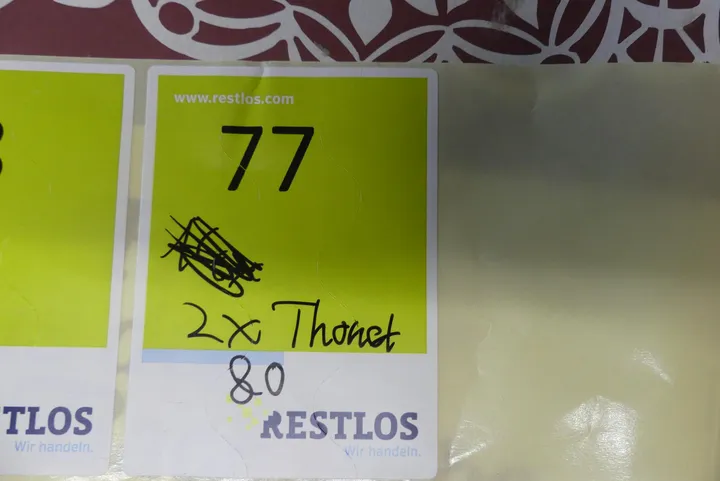 www.restlos.com
77
2x Thonet
80
RESTLOS
Wir handeln.
TLOS
Wir handeln.